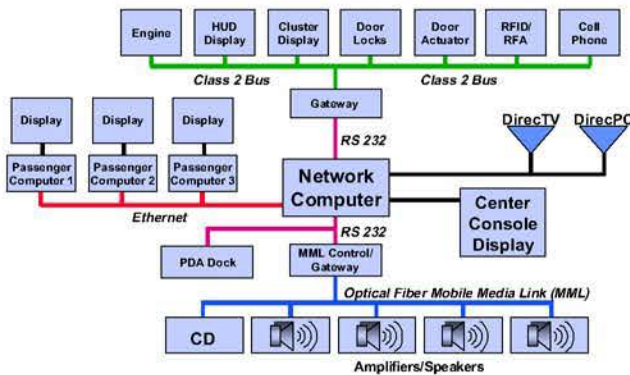 Engine
HUD
Display
Cluster
Display
Door
Locks
Door
Actuator
RFID/
RFA
Cell
Phone
Class 2 Bus
Class 2 Bus
Gateway
Display
Display
Display
RS 232
DirecTV
DirecPC
Passenger
Computer 1
Passenger
Computer 2
Passenger
Computer 3
Network
Computer
Ethernet
Center
Console
Display
RS 232
PDA Dock
MML Control/
Gateway
Optical Fiber Mobile Media Link (MML)
CD
Amplifiers/Speakers